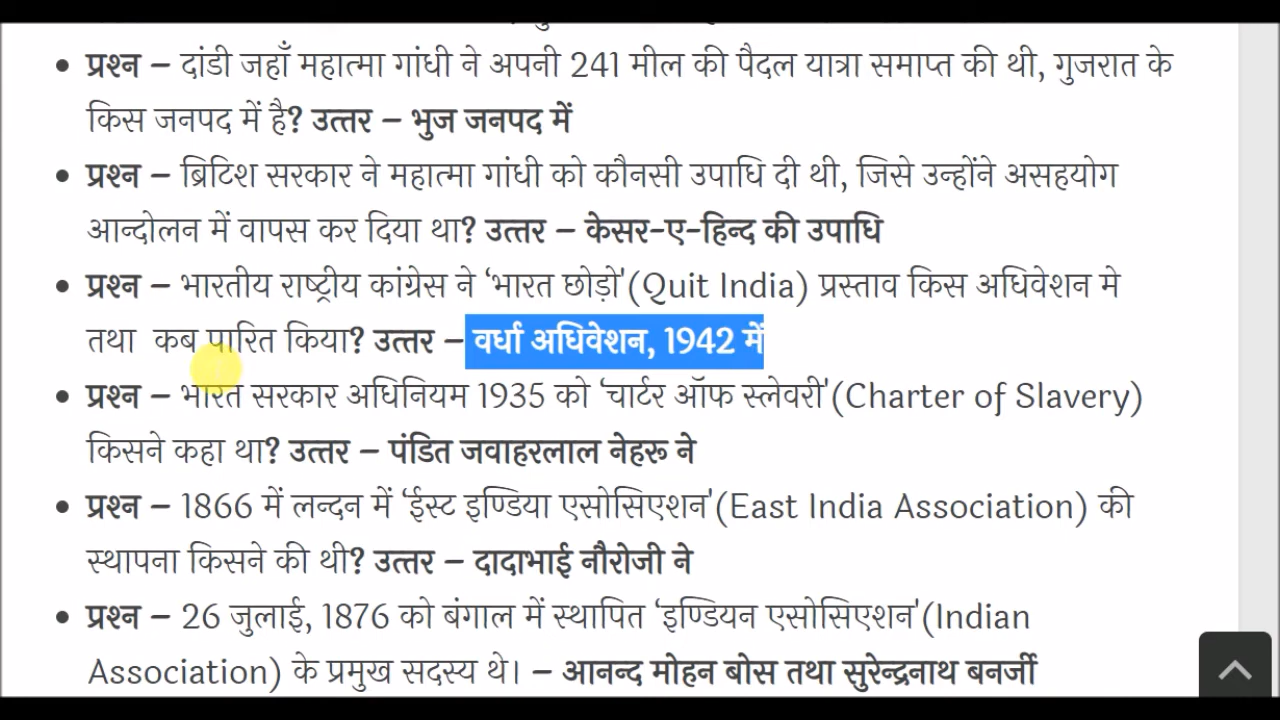 प्रश्न – दांडी जहाँ महात्मा गांधी ने अपनी 241 मील की पैदल यात्रा समाप्त की थी, गुजरात के
किस जनपद में है? उत्तर – भुज जनपद में
प्रश्न – ब्रिटिश सरकार ने महात्मा गांधी को कौनसी उपाधि दी थी, जिसे उन्होंने असहयोग
आन्दोलन में वापस कर दिया था? उत्तर – केसर-ए-हिन्द की उपाधि
प्रश्न – भारतीय राष्ट्रीय कांग्रेस ने ‘भारत छोड़ो'(Quit India) प्रस्ताव किस अधिवेशन मे
तथा कब पारित किया? उत्तर – वर्धा अधिवेशन, 1942 में
प्रश्न – भारत सरकार अधिनियम 1935 को ‘चार्टर ऑफ स्लेवरी'(Charter of Slavery)
किसने कहा था? उत्तर – पंडित जवाहरलाल नेहरू ने
प्रश्न – 1866 में लन्दन में ‘ईस्ट इण्डिया एसोसिएशन'(East India Association) की
स्थापना किसने की थी? उत्तर – दादाभाई नौरोजी ने
प्रश्न – 26 जुलाई, 1876 को बंगाल में स्थापित ‘इण्डियन एसोसिएशन'(Indian
Association) के प्रमुख सदस्य थे। – आनन्द मोहन बोस तथा सुरेन्द्रनाथ बनर्जी